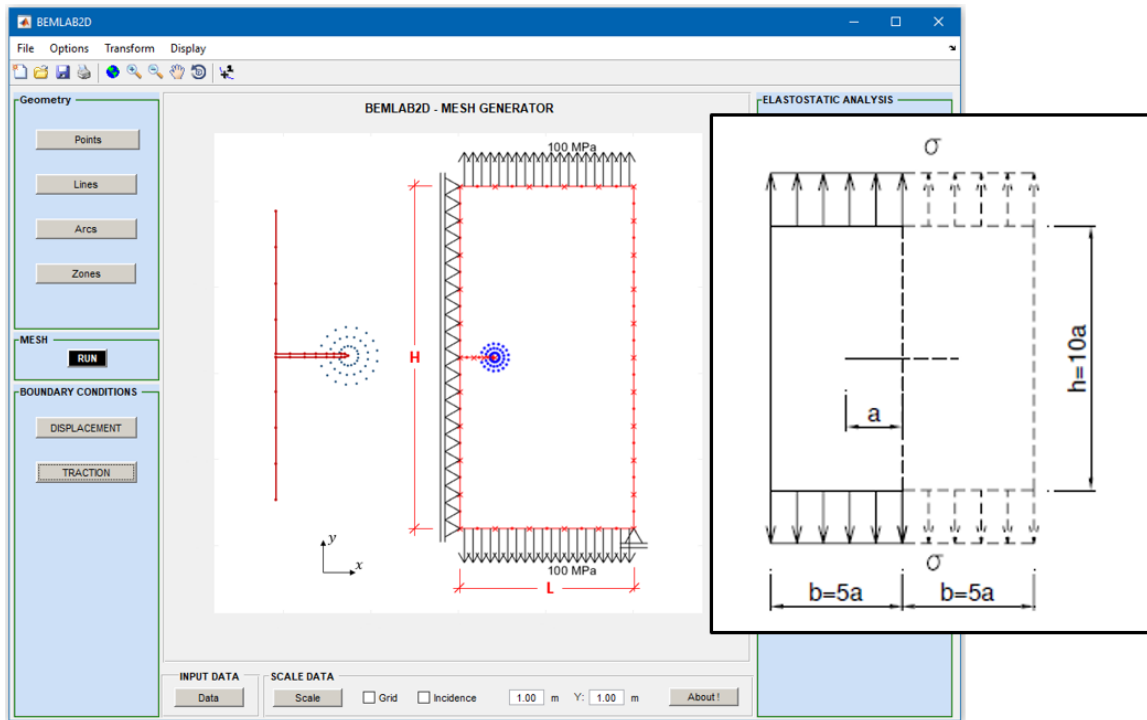 BEMLAB2D
File Options Transform Display
Geometry
Points
Lines
Arcs
Zones
MESH
RUN
BOUNDARY CONDITIONS
DISPLACEMENT
TRACTION
BEMLAB2D - MESH GENERATOR
100 MPa
H
y
x
100 MPa
L
ELASTOSTATIC ANALYSIS
σ
a
h=10a
σ
b=5a b=5a
INPUT DATA
Data
SCALE DATA
Scale Grid Incidence 1.00 m Y: 1.00 m About !